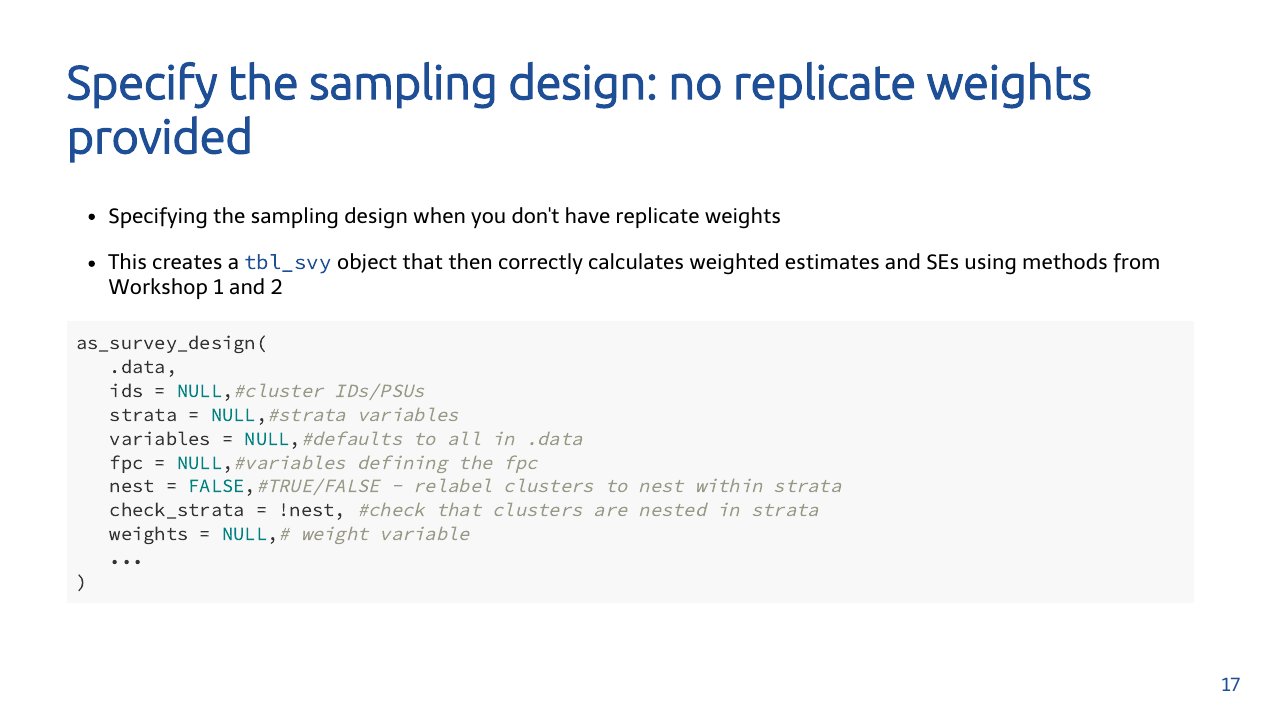 Specify the sampling design: no replicate weights
provided
• Specifying the sampling design when you don't have replicate weights
• This creates a tbl_svy object that then correctly calculates weighted estimates and SEs using methods from
Workshop 1 and 2
as_survey_design(
   .data,
   ids = NULL,#cluster IDs/PSUs
   strata = NULL,#strata variables
   variables = NULL,#defaults to all in .data
   fpc = NULL,#variables defining the fpc
   nest = FALSE,#TRUE/FALSE - relabel clusters to nest within strata
   check_strata = !nest, #check that clusters are nested in strata
   weights = NULL,# weight variable
   ...
)
17